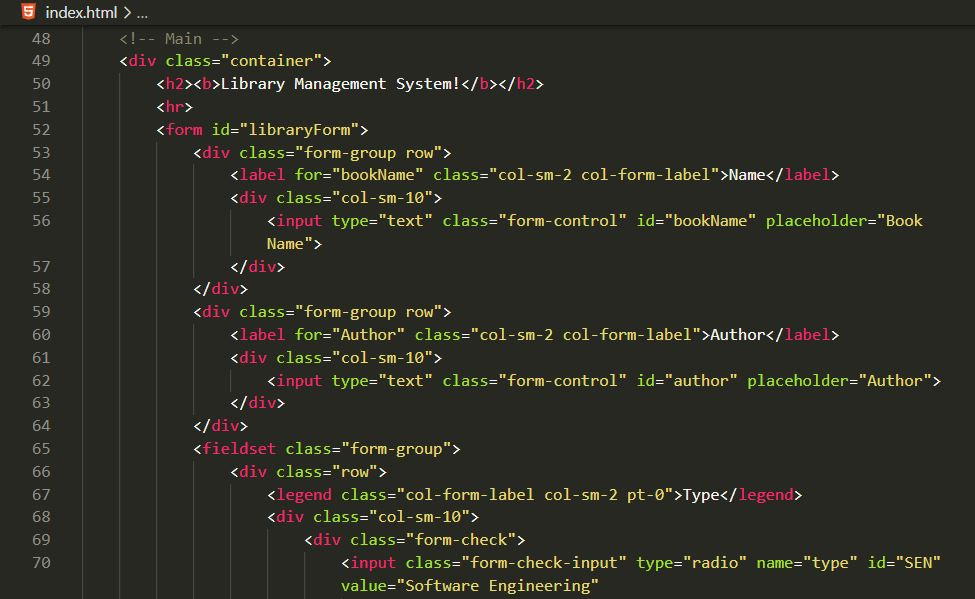 index.html > ...
48 <!-- Main -->
49 <div class="container">
50 <h2><b>Library Management System!</b></h2>
51 <hr>
52 <form id="libraryForm">
53 <div class="form-group row">
54 <label for="bookName" class="col-sm-2 col-form-label">Name</label>
55 <div class="col-sm-10">
56 <input type="text" class="form-control" id="bookName" placeholder="Book
Name">
57 </div>
58 </div>
59 <div class="form-group row">
60 <label for="Author" class="col-sm-2 col-form-label">Author</label>
61 <div class="col-sm-10">
62 <input type="text" class="form-control" id="author" placeholder="Author">
63 </div>
64 </div>
65 <fieldset class="form-group">
66 <div class="row">
67 <legend class="col-form-label col-sm-2 pt-0">Type</legend>
68 <div class="col-sm-10">
69 <div class="form-check">
70 <input class="form-check-input" type="radio" name="type" id="SEN"
value="Software Engineering"